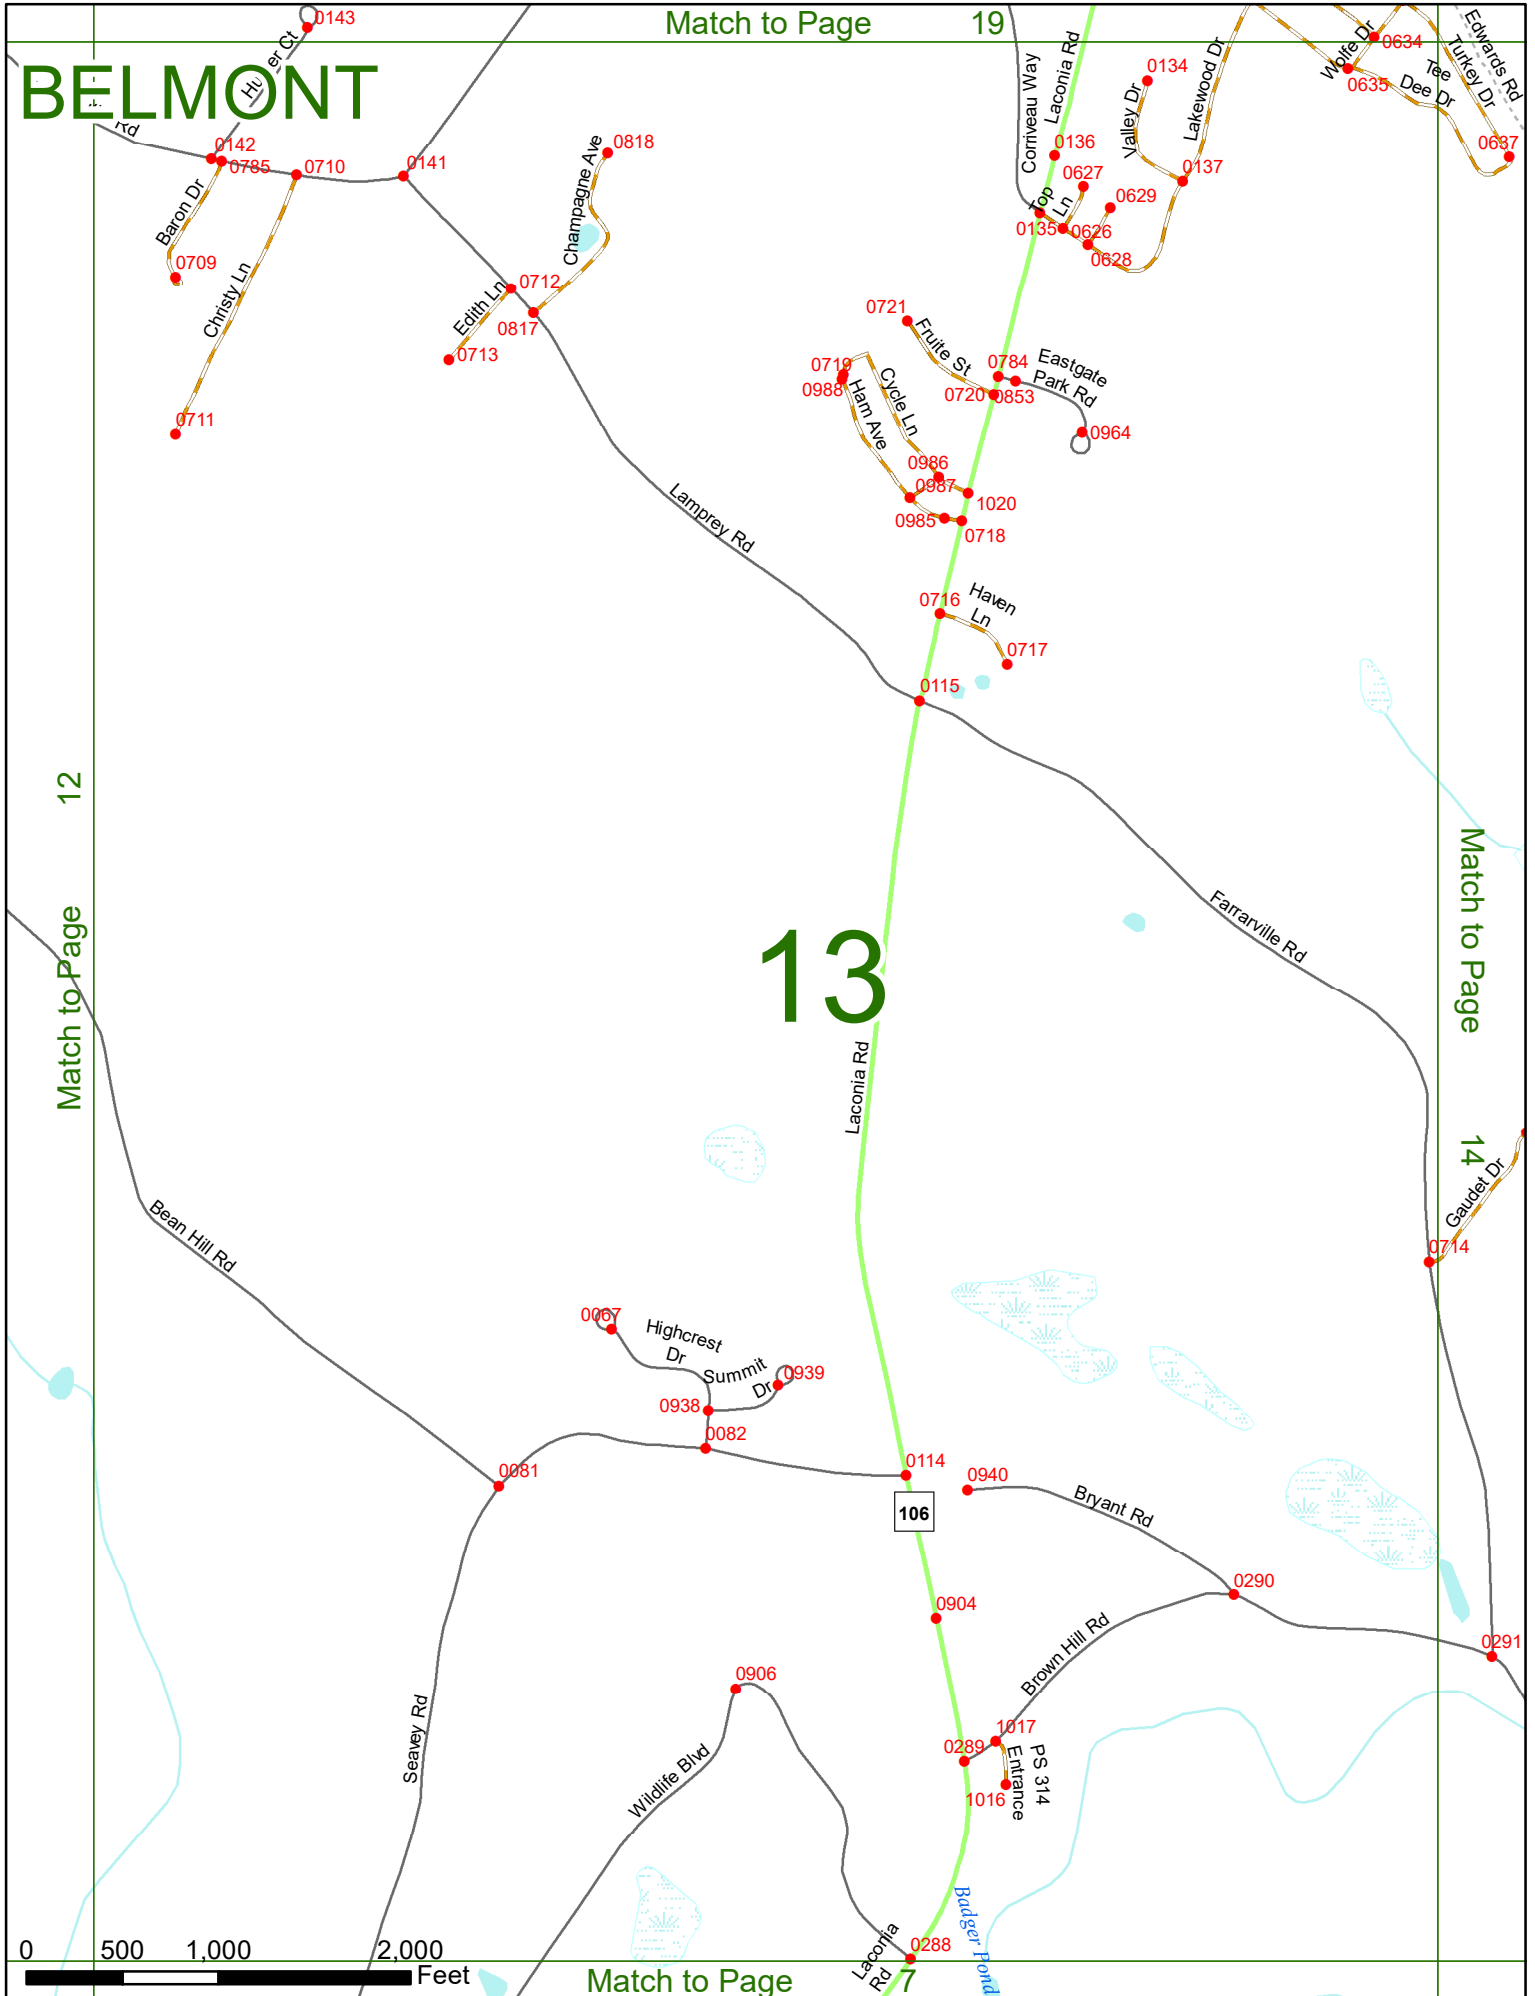 Match to Page 19
BELMONT
0143
Rd
0142
0785
0710
0141
Baron Dr
0709
Christy Ln
0711
Champagne Ave
0818
0712
Edith Ln
0817
0713
Corriveau Way
Laconia Rd
0136
0134
Valley Dr
Lakewood Dr
0137
0627
0629
Top
Ln
0135
0626
0628
Wolfe Dr
0634
0635
Tee
Dee Dr
Turkey Dr
Edwards Rd
0637
0721
Fruite St
0784
Eastgate
Park Rd
0720
0853
0964
0719
0988
Cycle Ln
Ham Ave
0986
0987
1020
0985
0718
Lamprey Rd
0716
Haven
Ln
0717
0115
12
Match to Page
13
Farrarville Rd
Match to Page
14
Laconia Rd
Gaudet Dr
0714
Bean Hill Rd
0067
Highcrest
Dr
Summit
Dr
0939
0938
0082
0081
0114
106
0940
Bryant Rd
0290
0904
Brown Hill Rd
0291
0906
Seavey Rd
Wildlife Blvd
1017
0289
PS 314
Entrance
1016
Badger Pond
Laconia
Rd
0288
0 500 1,000 2,000
Feet
Match to Page 7